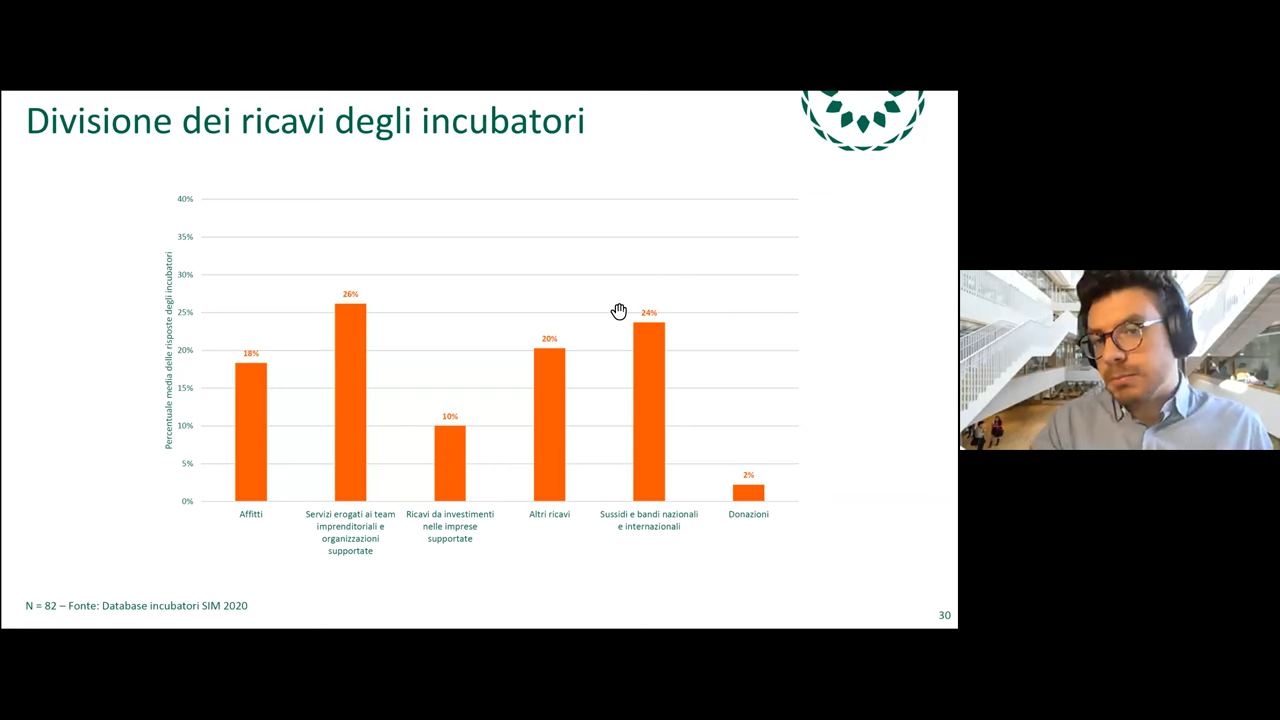 Divisione dei ricavi degli incubatori
Percentuale media delle risposte degli incubatori
40%
35%
30%
25%
20%
15%
10%
5%
0%
18%
26%
10%
20%
24%
2%
Affitti
Servizi erogati ai team
imprenditoriali e
organizzazioni
supportate
Ricavi da investimenti
nelle imprese
supportate
Altri ricavi
Sussidi e bandi nazionali
e internazionali
Donazioni
N = 82 – Fonte: Database incubatori SIM 2020
30